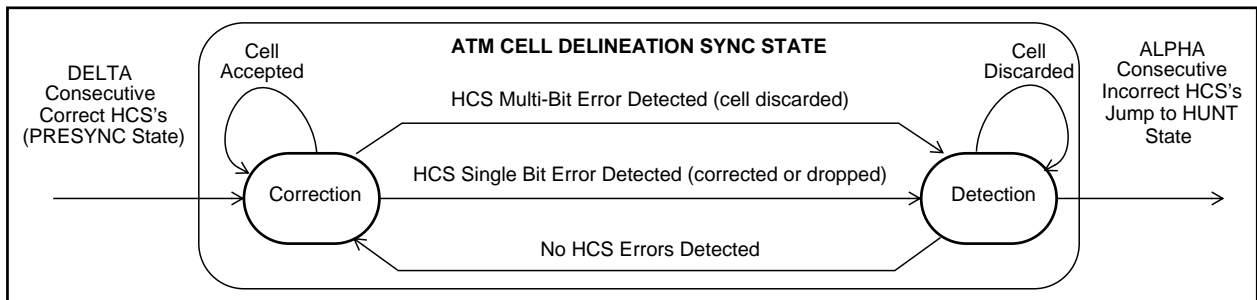 ATM CELL DELINEATION SYNC STATE
DELTA
Consecutive
Correct HCS's
(PRESYNC State)
Cell
Accepted
HCS Multi-Bit Error Detected (cell discarded)
Cell
Discarded
ALPHA
Consecutive
Incorrect HCS's
Jump to HUNT
State
Correction
HCS Single Bit Error Detected (corrected or dropped)
Detection
No HCS Errors Detected